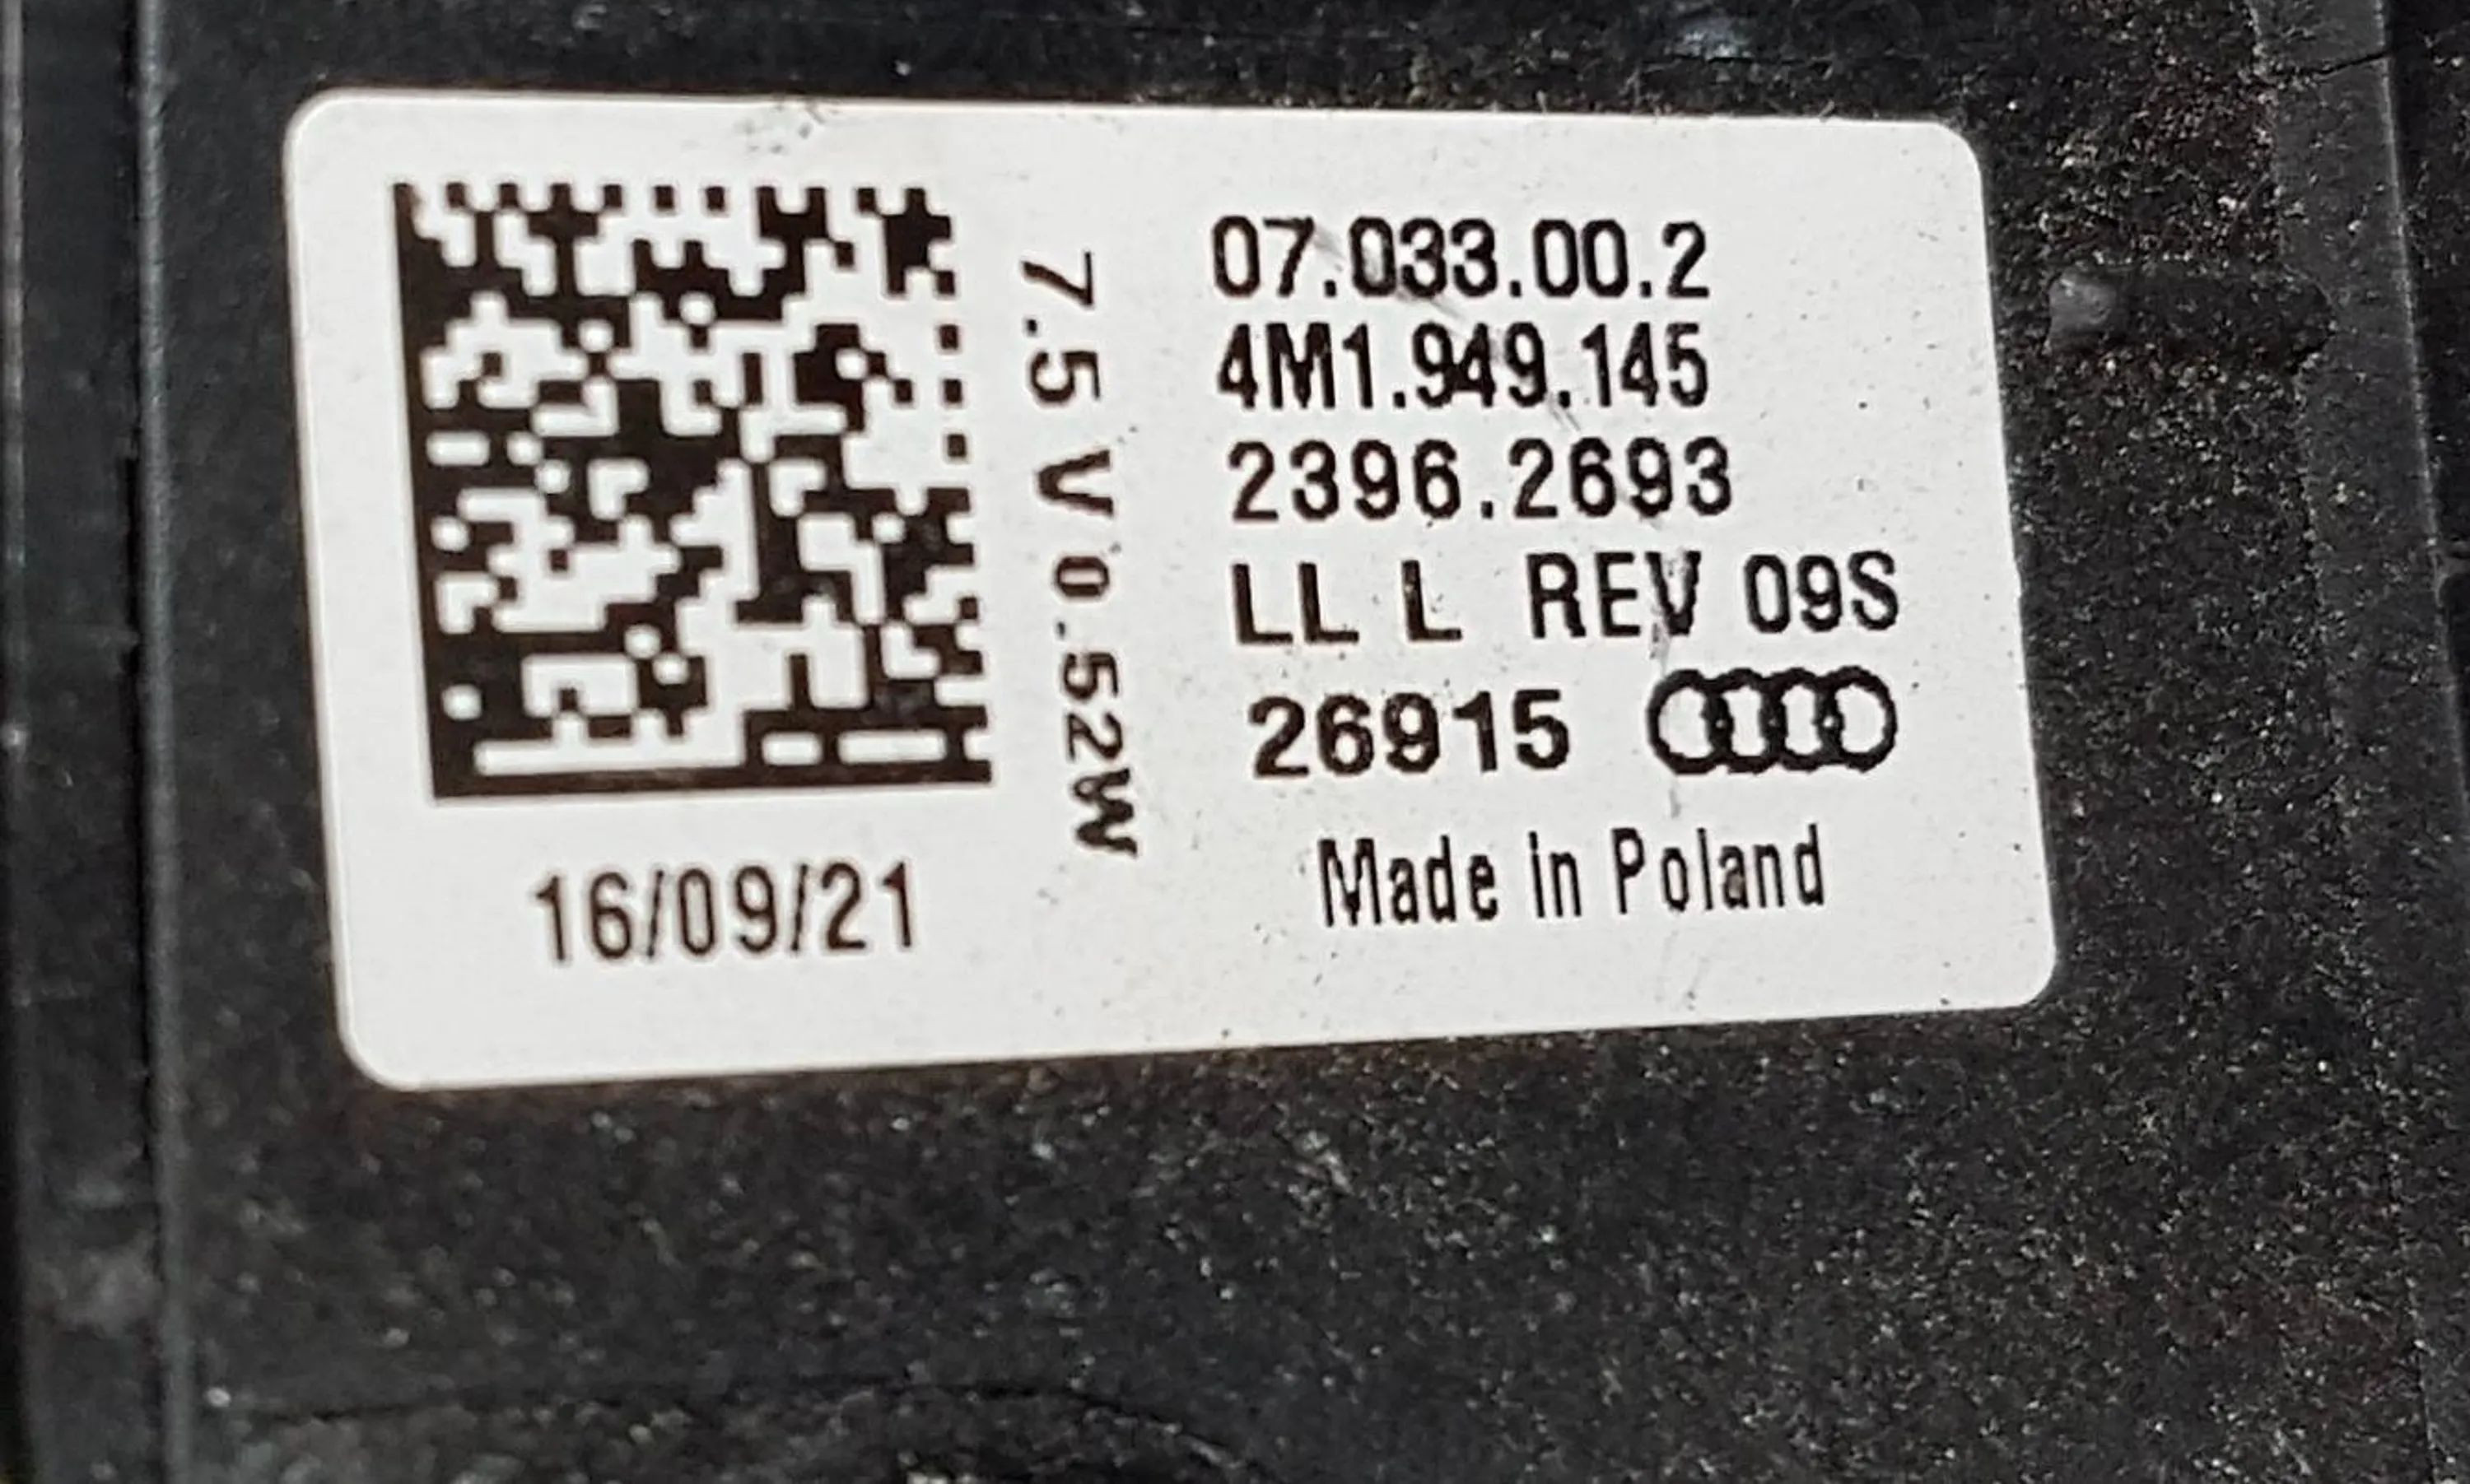 07.033.00.2
4M1.949.145
2396.2693
LL L REV 09S
26915
Made in Poland
7.5 V 0.52W
16/09/21